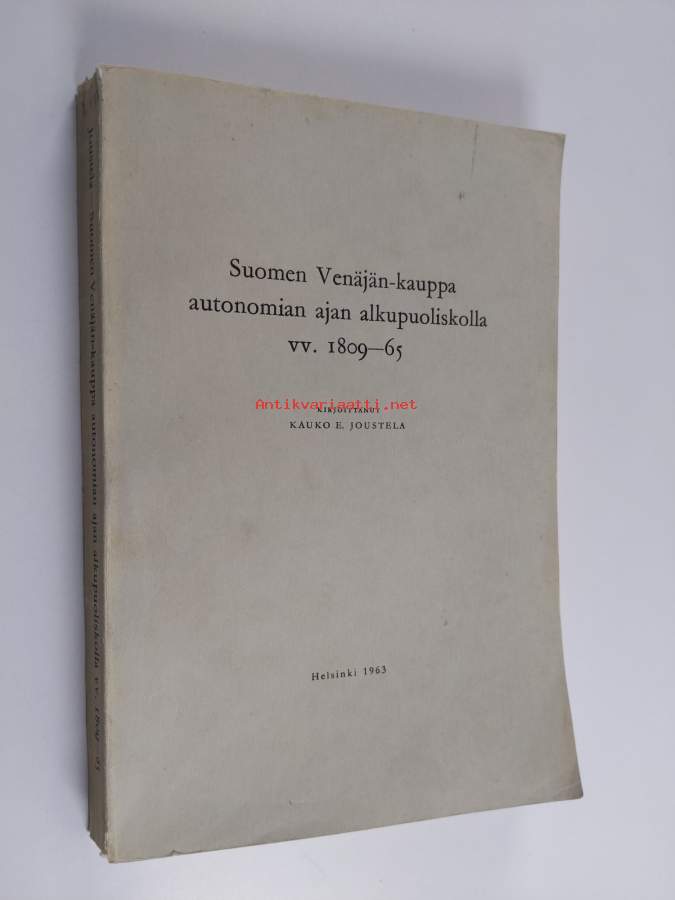 Suomen Venäjän-kauppa
autonomian ajan alkupuoliskolla
vv. 1809—65
Antikvariaatti.net
KIRJOITTANUT
KAUKO E. JOUSTELA
Helsinki 1963
Joustela — Suomen Venäjän-kauppa autonomian ajan alkupuoliskolla vv. 1809—65